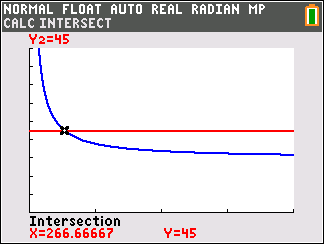 NORMAL FLOAT AUTO REAL RADIAN MP
CALC INTERSECT
Y2=45
Intersection
X=266.66667 Y=45